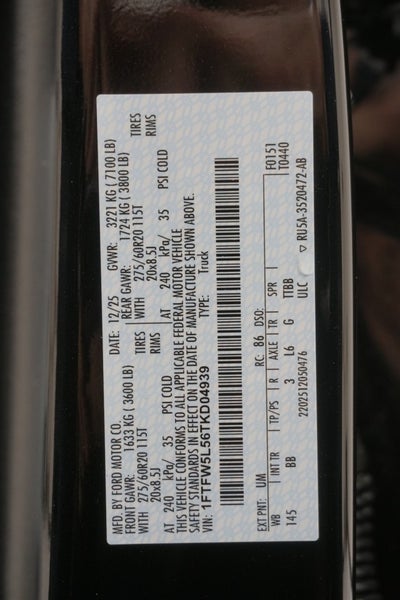 MFD. BY FORD MOTOR CO.
DATE: 12/25 GVWR: 3221 KG ( 7100 LB)
FRONT GAWR: 1633 KG ( 3600 LB) REAR GAWR: 1724 KG ( 3800 LB)
WITH 275/60R20 115T TIRES WITH 275/60R20 115T TIRES
20x8.5J RIMS 20x8.5J RIMS
AT 240 kPa/ 35 PSI COLD AT 240 kPa/ 35 PSI COLD
THIS VEHICLE CONFORMS TO ALL APPLICABLE FEDERAL MOTOR VEHICLE
SAFETY STANDARDS IN EFFECT ON THE DATE OF MANUFACTURE SHOWN ABOVE.
VIN: 1FTFW5L56TKD04939 TYPE: Truck
F0151
T0440
EXT PNT: UM RC: 86 DSO:
WB INT TR TP/PS R AXLE TR SPR
145 BB 3 L6 G TTBB
2202512050476 ULC
▽ RU5A-3520472-AB